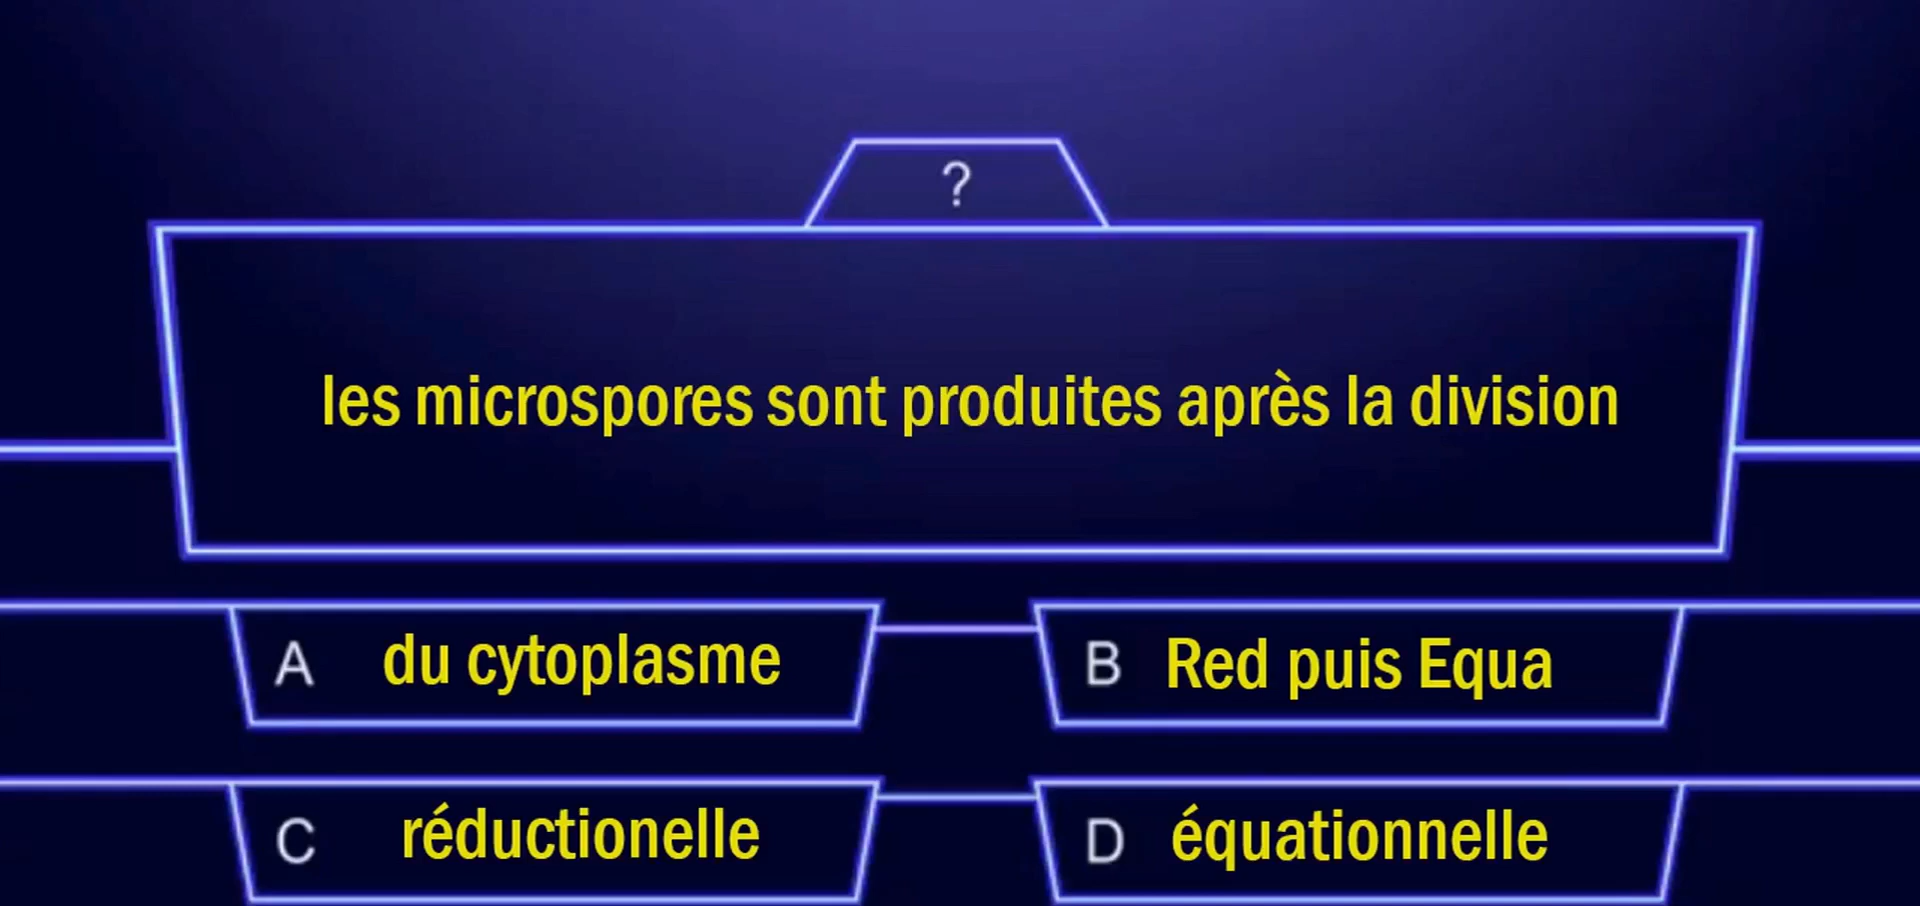 ?
les microspores sont produites après la division
A du cytoplasme
B Red puis Equa
C réductionelle
D équationnelle